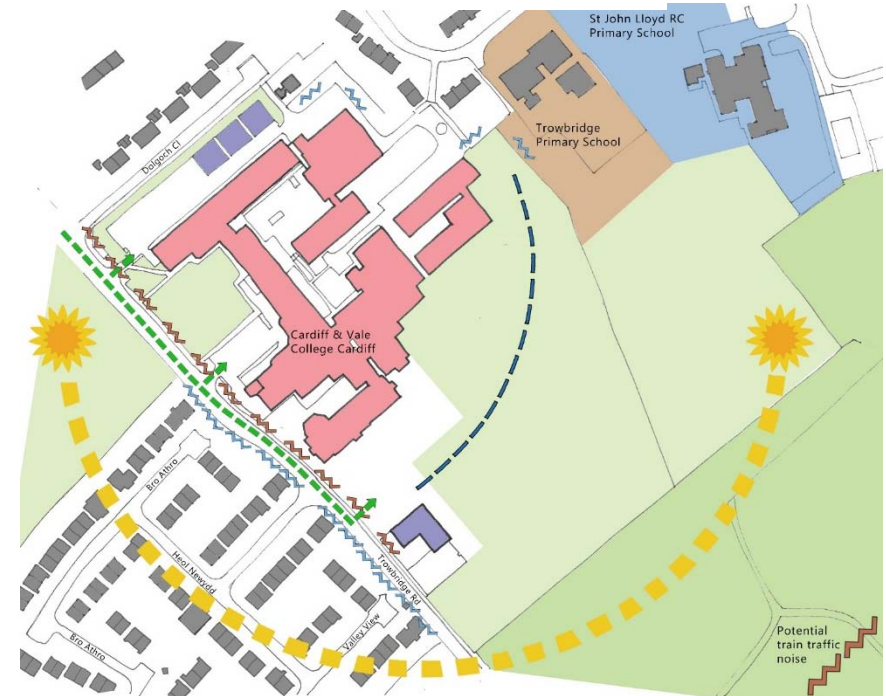 St John Lloyd RC
Primary School
Trowbridge
Primary School
Dolgoch Cl
Cardiff & Vale
College Cardiff
Bro Athro
Heol Newydd
Trowbridge Rd
Valley View
Bro Athro
Potential
train traffic
noise